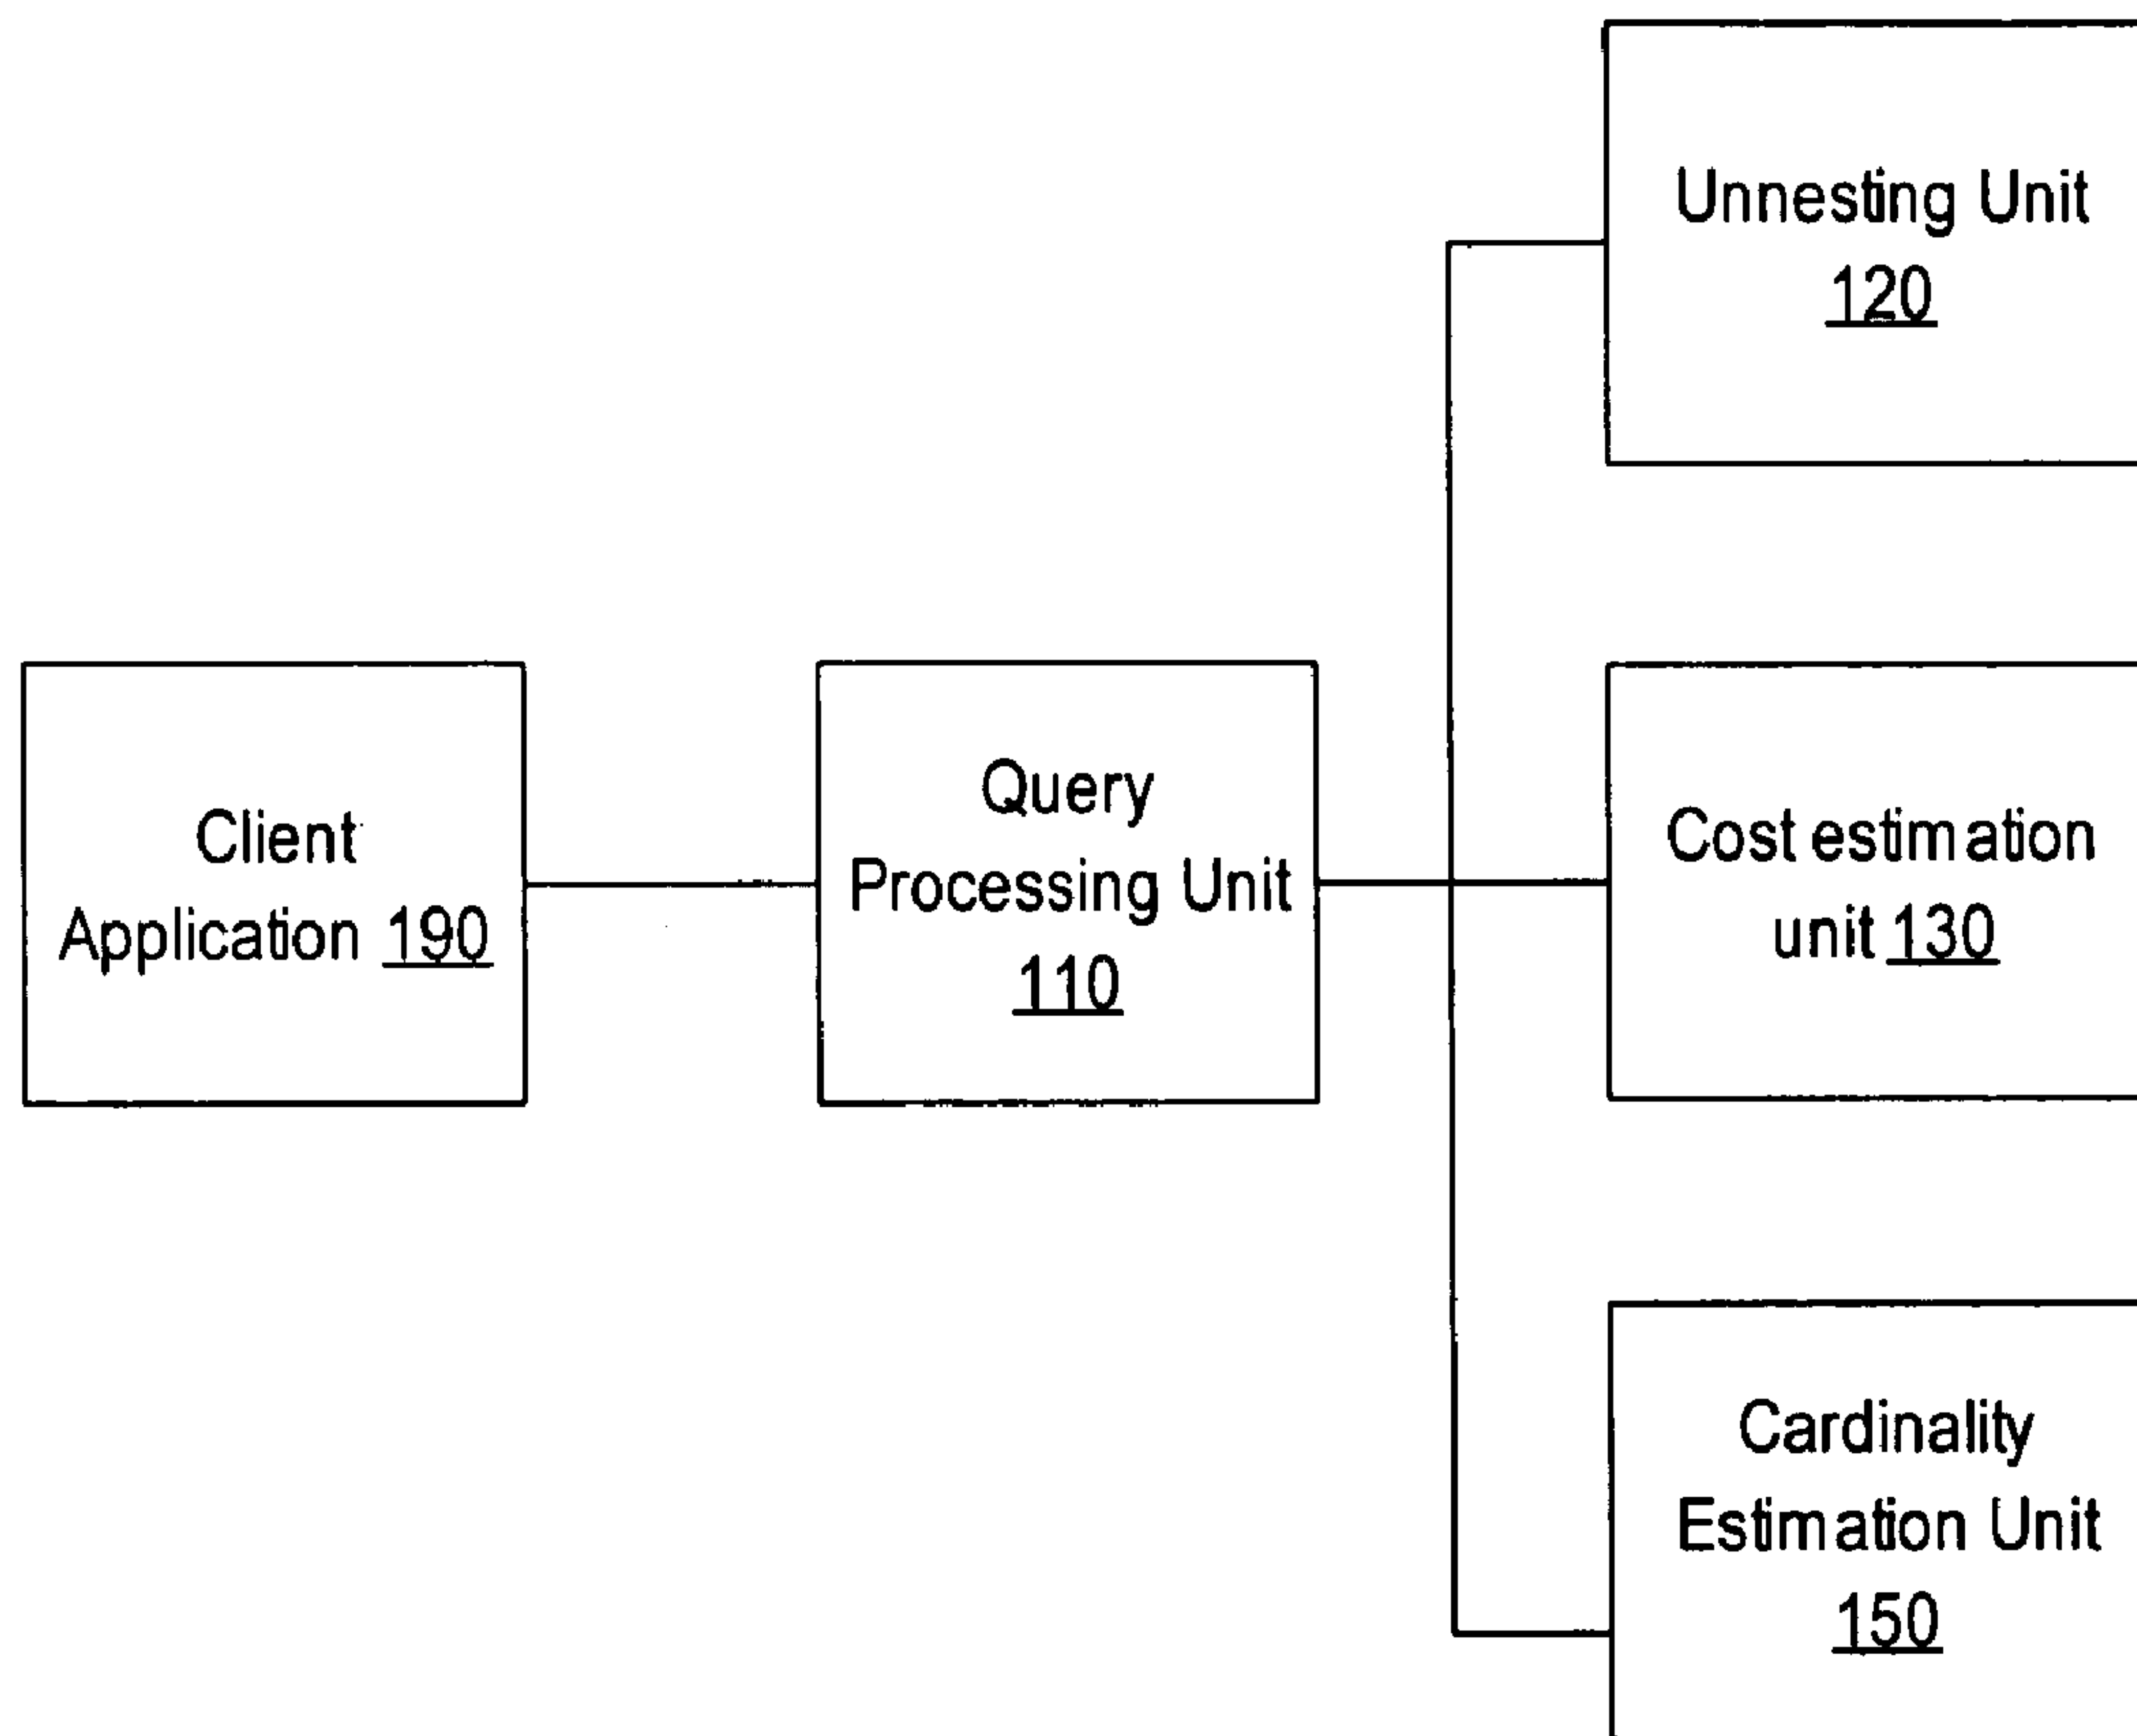 Unnesting Unit
120
Client
Application 190
Query
Processing Unit
110
Cost estimation
unit 130
Cardinality
Estimation Unit
150